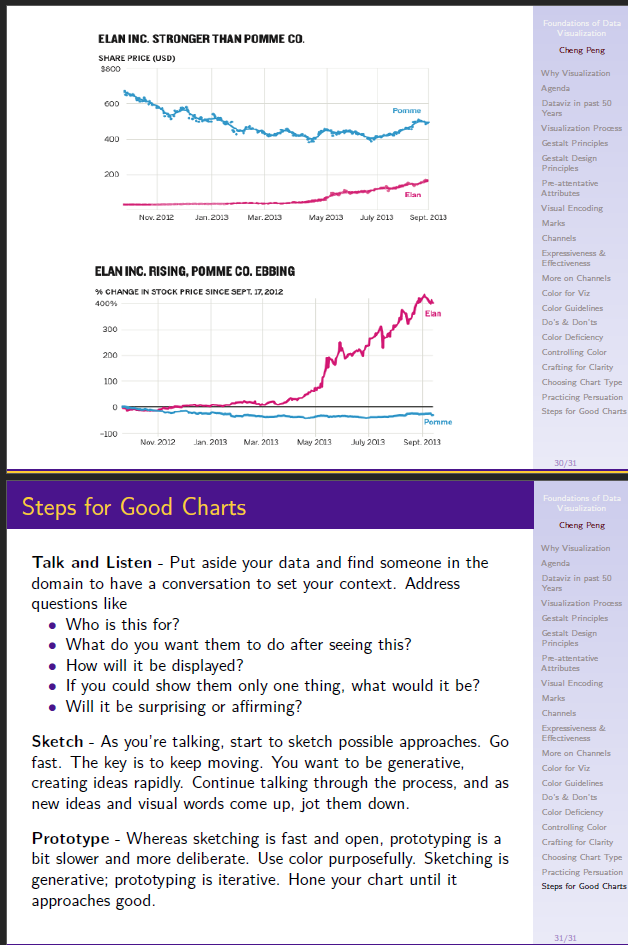 ELAN INC. STRONGER THAN POMME CO.
SHARE PRICE (USD)
$800
600
400
200
Pomme
Elan
Nov. 2012 Jan. 2013 Mar. 2013 May 2013 July 2013 Sept. 2013
ELAN INC. RISING, POMME CO. EBBING
% CHANGE IN STOCK PRICE SINCE SEPT. 17, 2012
400%
300
200
100
0
-100
Elan
Pomme
Nov. 2012 Jan. 2013 Mar. 2013 May 2013 July 2013 Sept. 2013
Foundations of Data
Visualization
Cheng Peng
Why Visualization
Agenda
Dataviz in past 50
Years
Visualization Process
Gestalt Principles
Gestalt Design
Principles
Pre-attentative
Attributes
Visual Encoding
Marks
Channels
Expressiveness &
Effectiveness
More on Channels
Color for Viz
Color Guidelines
Do's & Don'ts
Color Deficiency
Controlling Color
Crafting for Clarity
Choosing Chart Type
Practicing Persuation
Steps for Good Charts
30/31
Steps for Good Charts
Talk and Listen - Put aside your data and find someone in the
domain to have a conversation to set your context. Address
questions like
• Who is this for?
• What do you want them to do after seeing this?
• How will it be displayed?
• If you could show them only one thing, what would it be?
• Will it be surprising or affirming?
Sketch - As you're talking, start to sketch possible approaches. Go
fast. The key is to keep moving. You want to be generative,
creating ideas rapidly. Continue talking through the process, and as
new ideas and visual words come up, jot them down.
Prototype - Whereas sketching is fast and open, prototyping is a
bit slower and more deliberate. Use color purposefully. Sketching is
generative; prototyping is iterative. Hone your chart until it
approaches good.
Foundations of Data
Visualization
Cheng Peng
Why Visualization
Agenda
Dataviz in past 50
Years
Visualization Process
Gestalt Principles
Gestalt Design
Principles
Pre-attentative
Attributes
Visual Encoding
Marks
Channels
Expressiveness &
Effectiveness
More on Channels
Color for Viz
Color Guidelines
Do's & Don'ts
Color Deficiency
Controlling Color
Crafting for Clarity
Choosing Chart Type
Practicing Persuation
Steps for Good Charts
31/31